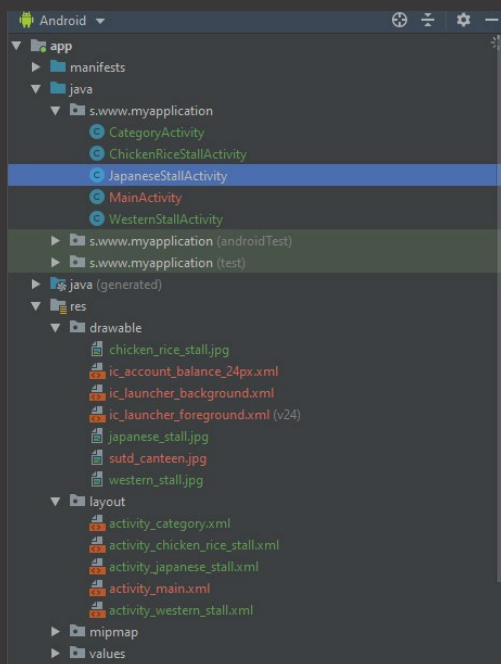 Android
app
manifests
java
s.www.myapplication
CategoryActivity
ChickenRiceStallActivity
JapaneseStallActivity
MainActivity
WesternStallActivity
s.www.myapplication (androidTest)
s.www.myapplication (test)
java (generated)
res
drawable
chicken_rice_stall.jpg
ic_account_balance_24px.xml
ic_launcher_background.xml
ic_launcher_foreground.xml (v24)
japanese_stall.jpg
sutd_canteen.jpg
western_stall.jpg
layout
activity_category.xml
activity_chicken_rice_stall.xml
activity_japanese_stall.xml
activity_main.xml
activity_western_stall.xml
mipmap
values